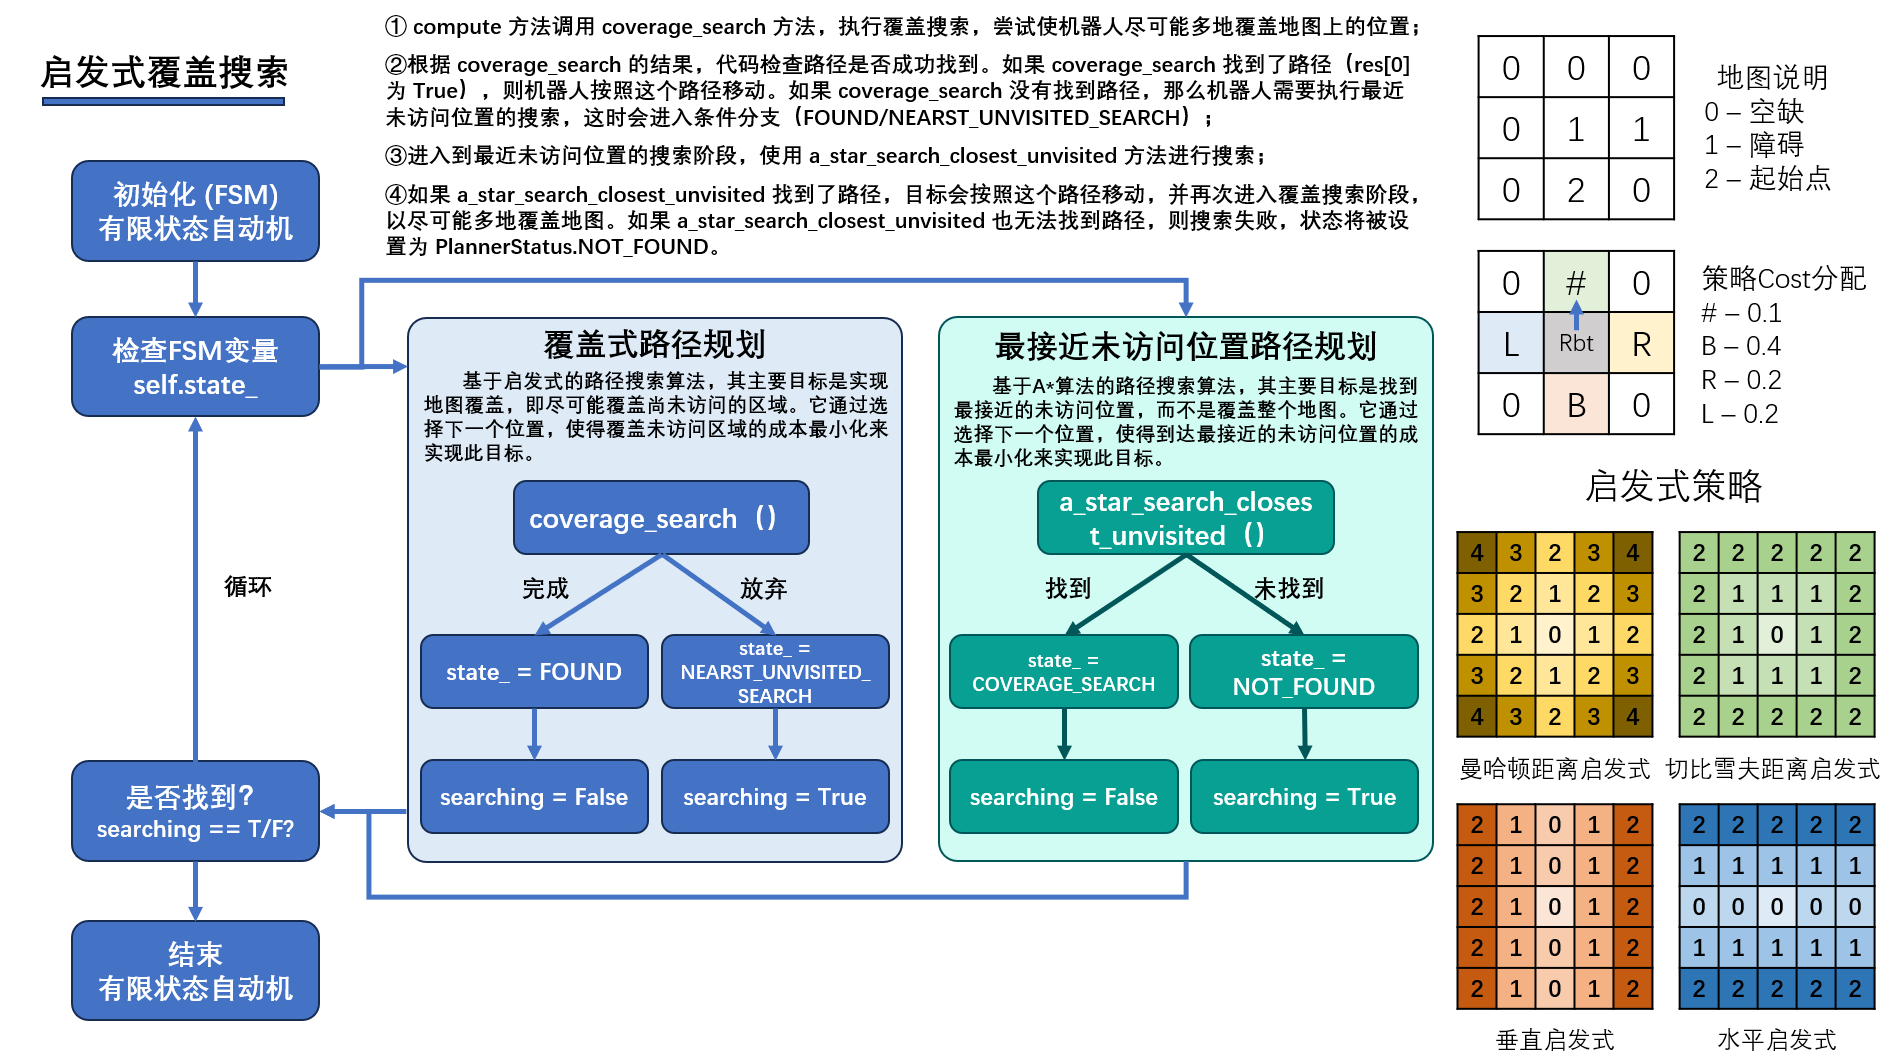 启发式覆盖搜索
① compute 方法调用 coverage_search 方法，执行覆盖搜索，尝试使机器人尽可能多地覆盖地图上的位置；
②根据 coverage_search 的结果，代码检查路径是否成功找到。如果 coverage_search 找到了路径（res[0]
为 True），则机器人按照这个路径移动。如果 coverage_search 没有找到路径，那么机器人需要执行最近
未访问位置的搜索，这时会进入条件分支（FOUND/NEARST_UNVISITED_SEARCH）；
③进入到最近未访问位置的搜索阶段，使用 a_star_search_closest_unvisited 方法进行搜索；
④如果 a_star_search_closest_unvisited 找到了路径，目标会按照这个路径移动，并再次进入覆盖搜索阶段，
以尽可能多地覆盖地图。如果 a_star_search_closest_unvisited 也无法找到路径，则搜索失败，状态将被设
置为 PlannerStatus.NOT_FOUND。
初始化 (FSM)
有限状态自动机
检查FSM变量
self.state_
循环
是否找到？
searching == T/F?
结束
有限状态自动机
覆盖式路径规划
基于启发式的路径搜索算法，其主要目标是实现
地图覆盖，即尽可能覆盖尚未访问的区域。它通过选
择下一个位置，使得覆盖未访问区域的成本最小化来
实现此目标。
coverage_search（）
完成
放弃
state_ = FOUND
state_ =
NEARST_UNVISITED_
SEARCH
searching = False
searching = True
最接近未访问位置路径规划
基于A*算法的路径搜索算法，其主要目标是找到
最接近的未访问位置，而不是覆盖整个地图。它通过
选择下一个位置，使得到达最接近的未访问位置的成
本最小化来实现此目标。
a_star_search_closes
t_unvisited（）
找到
未找到
state_ =
COVERAGE_SEARCH
state_ =
NOT_FOUND
searching = False
searching = True
0 0 0
0 1 1
0 2 0
地图说明
0 – 空缺
1 – 障碍
2 – 起始点
0 # 0
L Rbt R
0 B 0
策略Cost分配
# – 0.1
B – 0.4
R – 0.2
L – 0.2
启发式策略
4 3 2 3 4
3 2 1 2 3
2 1 0 1 2
3 2 1 2 3
4 3 2 3 4
曼哈顿距离启发式
2 2 2 2 2
2 1 1 1 2
2 1 0 1 2
2 1 1 1 2
2 2 2 2 2
切比雪夫距离启发式
2 1 0 1 2
2 1 0 1 2
2 1 0 1 2
2 1 0 1 2
2 1 0 1 2
垂直启发式
2 2 2 2 2
1 1 1 1 1
0 0 0 0 0
1 1 1 1 1
2 2 2 2 2
水平启发式